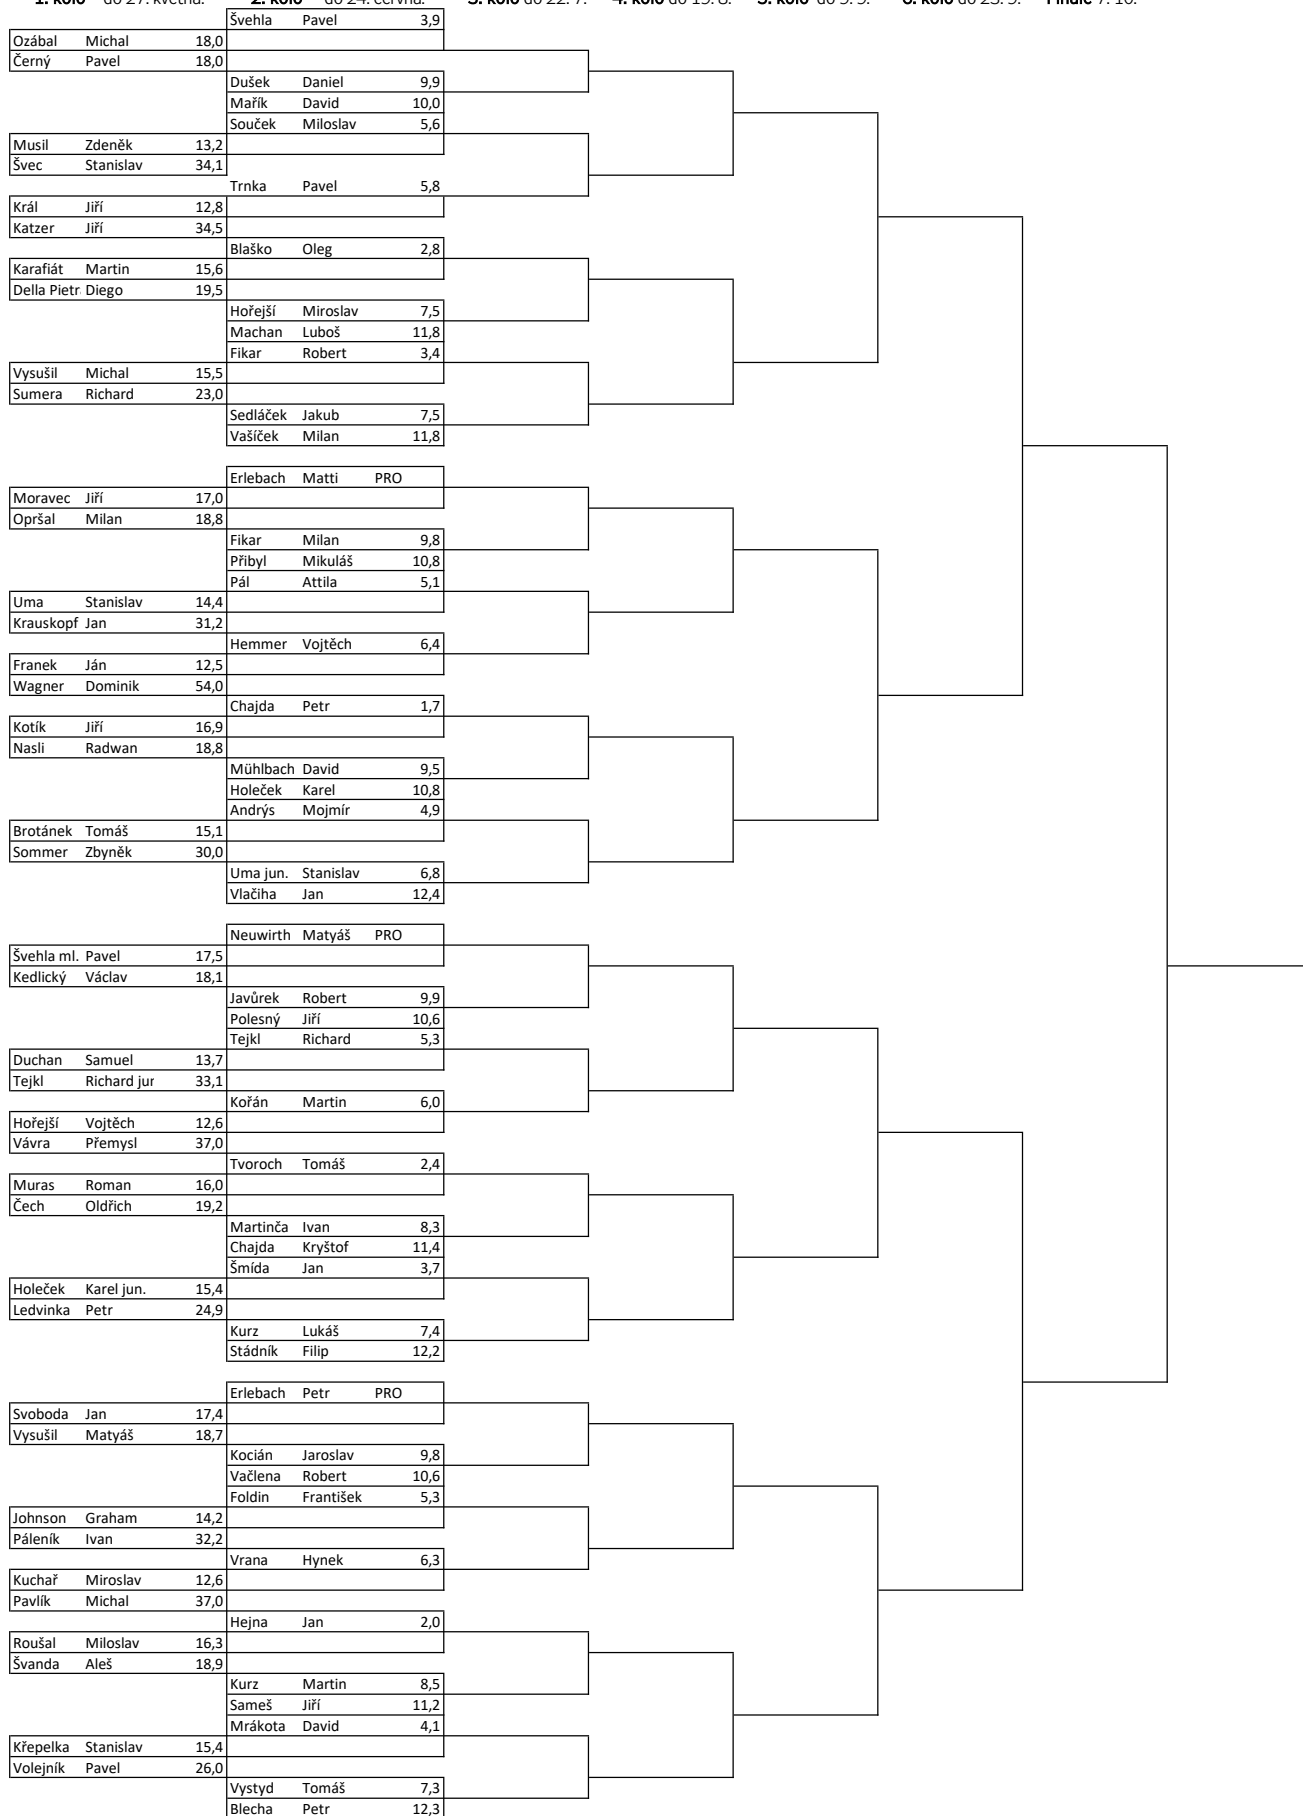 1. kolo do 27. května. 2. kolo do 24. června. 3. kolo do 22. 7. 4. kolo do 19. 8. 5. kolo do 9. 9. 6. kolo do 23. 9. Finále 7. 10.
Švehla Pavel 3,9
Ozábal Michal 18,0
Černý Pavel 18,0
Dušek Daniel 9,9
Mařík David 10,0
Souček Miloslav 5,6
Musil Zdeněk 13,2
Švec Stanislav 34,1
Trnka Pavel 5,8
Král Jiří 12,8
Katzer Jiří 34,5
Blaško Oleg 2,8
Karafiát Martin 15,6
Della Pietr Diego 19,5
Hořejší Miroslav 7,5
Machan Luboš 11,8
Fikar Robert 3,4
Vysušil Michal 15,5
Sumera Richard 23,0
Sedláček Jakub 7,5
Vašíček Milan 11,8
Erlebach Matti PRO
Moravec Jiří 17,0
Opršal Milan 18,8
Fikar Milan 9,8
Přibyl Mikuláš 10,8
Pál Attila 5,1
Uma Stanislav 14,4
Krauskopf Jan 31,2
Hemmer Vojtěch 6,4
Franek Ján 12,5
Wagner Dominik 54,0
Chajda Petr 1,7
Kotík Jiří 16,9
Nasli Radwan 18,8
Mühlbach David 9,5
Holeček Karel 10,8
Andrýs Mojmír 4,9
Brotánek Tomáš 15,1
Sommer Zbyněk 30,0
Uma jun. Stanislav 6,8
Vlačiha Jan 12,4
Neuwirth Matyáš PRO
Švehla ml. Pavel 17,5
Kedlický Václav 18,1
Javůrek Robert 9,9
Polesný Jiří 10,6
Tejkl Richard 5,3
Duchan Samuel 13,7
Tejkl Richard jur 33,1
Kořán Martin 6,0
Hořejší Vojtěch 12,6
Vávra Přemysl 37,0
Tvoroch Tomáš 2,4
Muras Roman 16,0
Čech Oldřich 19,2
Martinča Ivan 8,3
Chajda Kryštof 11,4
Šmída Jan 3,7
Holeček Karel jun. 15,4
Ledvinka Petr 24,9
Kurz Lukáš 7,4
Stádník Filip 12,2
Erlebach Petr PRO
Svoboda Jan 17,4
Vysušil Matyáš 18,7
Kocián Jaroslav 9,8
Vačlena Robert 10,6
Foldin František 5,3
Johnson Graham 14,2
Páleník Ivan 32,2
Vrana Hynek 6,3
Kuchař Miroslav 12,6
Pavlík Michal 37,0
Hejna Jan 2,0
Roušal Miloslav 16,3
Švanda Aleš 18,9
Kurz Martin 8,5
Sameš Jiří 11,2
Mrákota David 4,1
Křepelka Stanislav 15,4
Volejník Pavel 26,0
Vystyd Tomáš 7,3
Blecha Petr 12,3